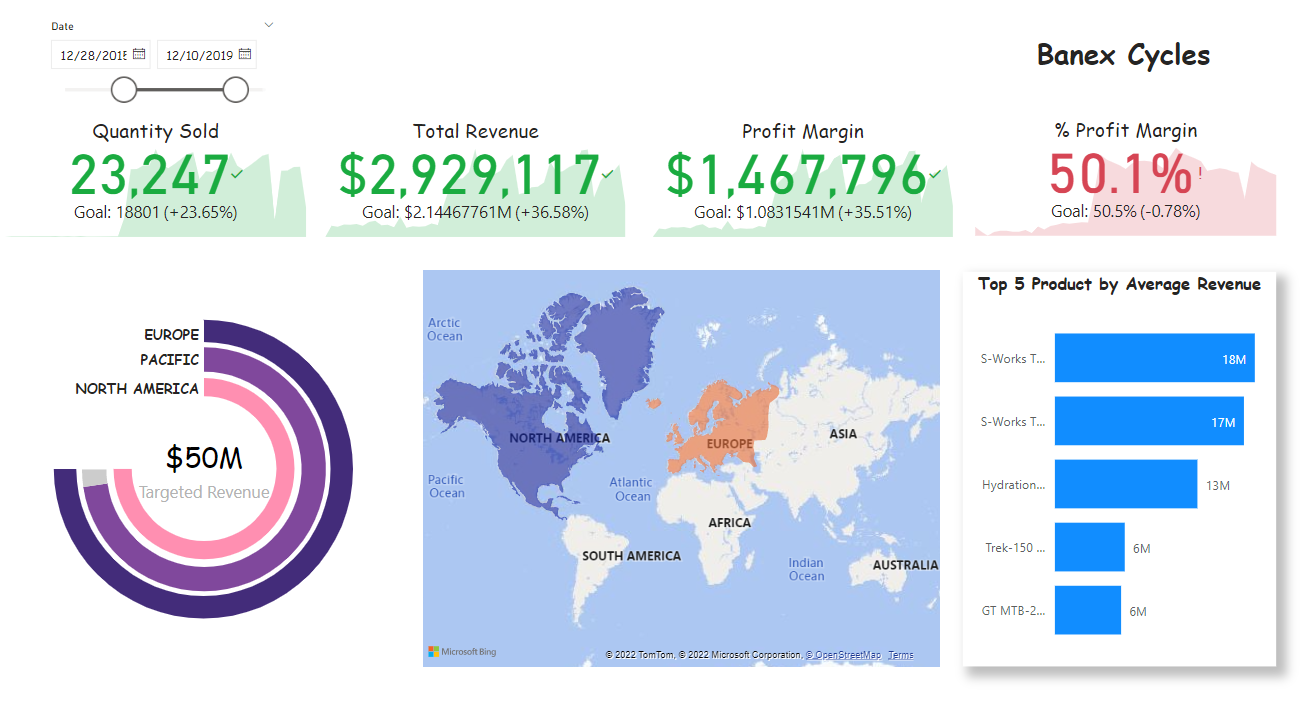 Date
12/28/2015
12/10/2019
Banex Cycles
Quantity Sold
23,247
Goal: 18801 (+23.65%)
Total Revenue
$2,929,117
Goal: $2.14467761M (+36.58%)
Profit Margin
$1,467,796
Goal: $1.0831541M (+35.51%)
% Profit Margin
50.1%!
Goal: 50.5% (-0.78%)
EUROPE
PACIFIC
NORTH AMERICA
$50M
Targeted Revenue
Arctic
Ocean
NORTH AMERICA
EUROPE
ASIA
Pacific
Ocean
Atlantic
Ocean
AFRICA
SOUTH AMERICA
Indian
Ocean
AUSTRALIA
Microsoft Bing
© 2022 TomTom, © 2022 Microsoft Corporation, © OpenStreetMap Terms
Top 5 Product by Average Revenue
S-Works T... 18M
S-Works T... 17M
Hydration... 13M
Trek-150 ... 6M
GT MTB-2... 6M